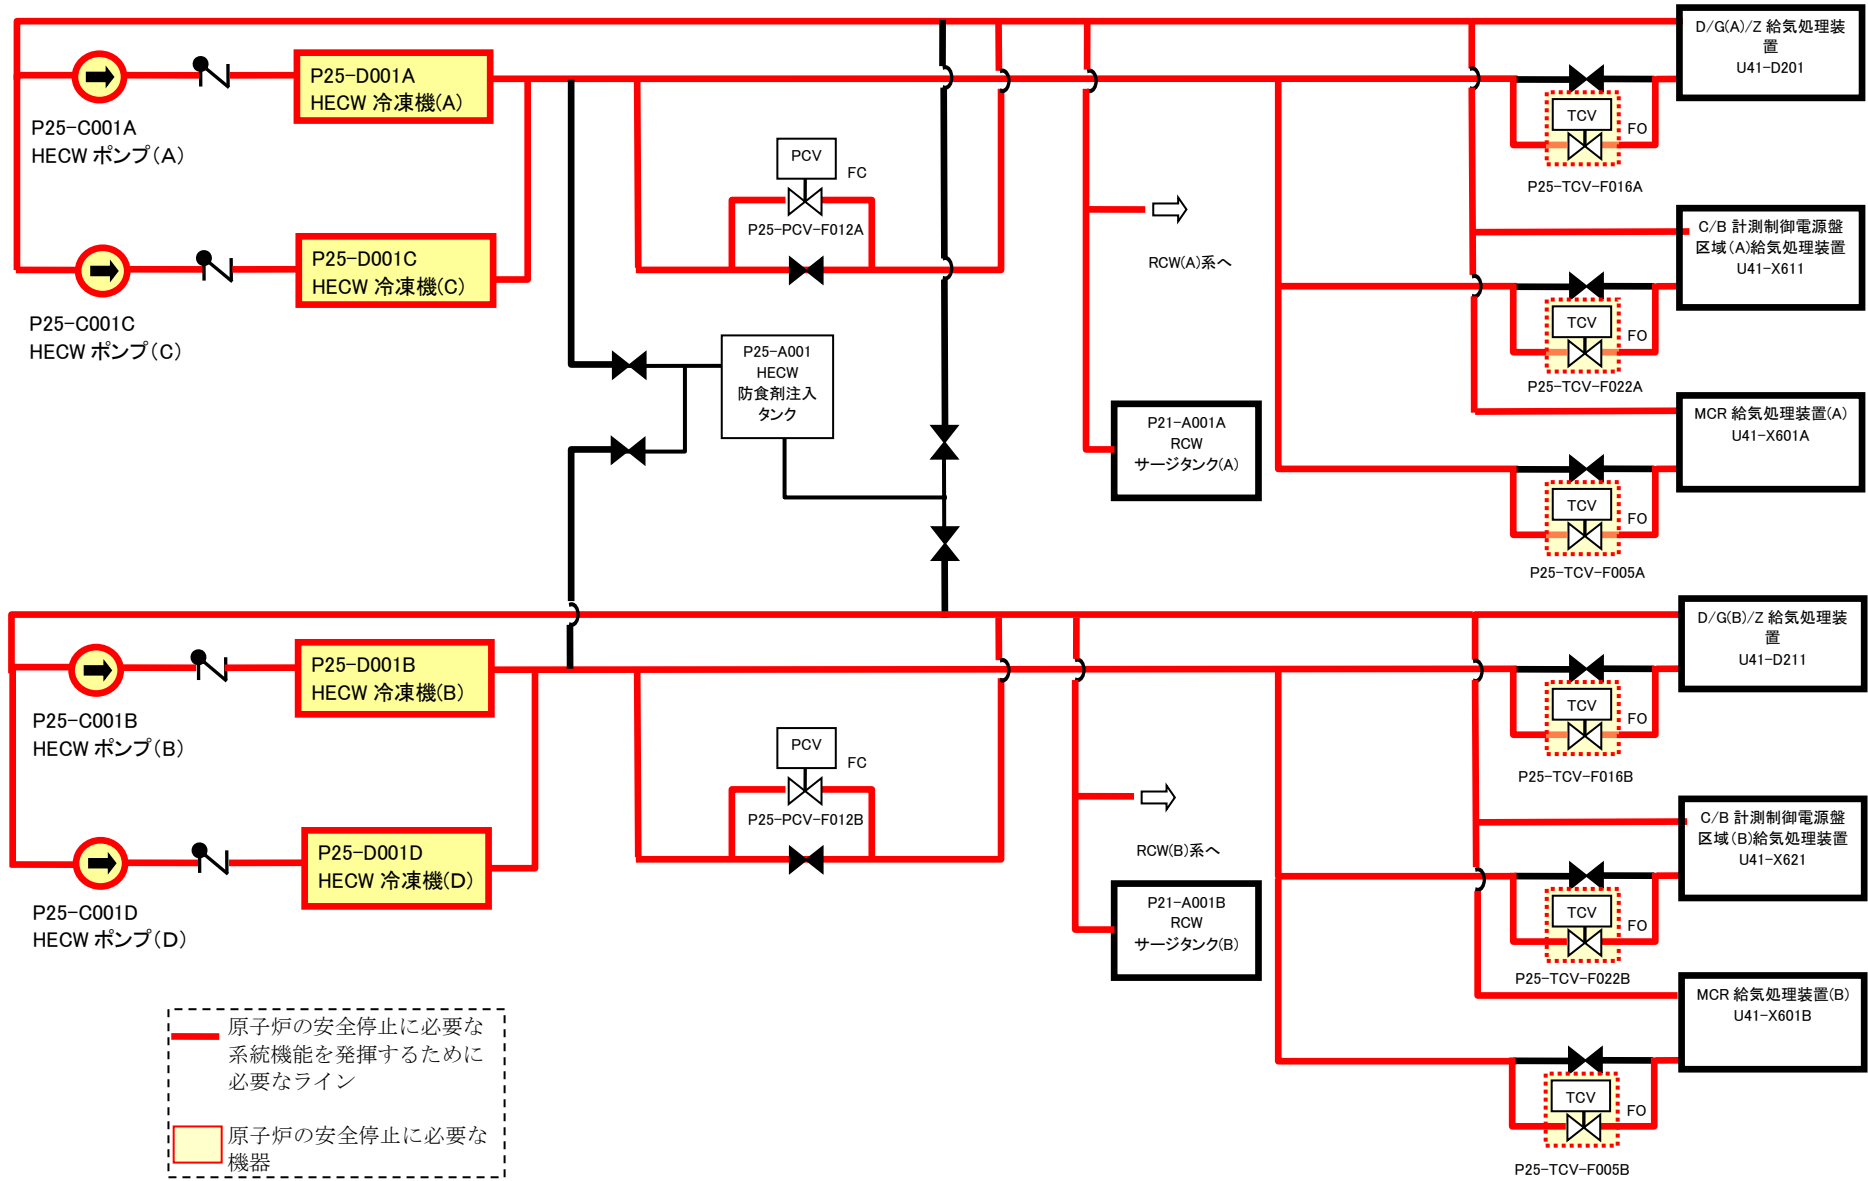 P25-D001A
HECW 冷凍機(A)
P25-C001A
HECW ポンプ(A)
P25-D001C
HECW 冷凍機(C)
P25-C001C
HECW ポンプ(C)
PCV
FC
P25-PCV-F012A
P25-A001
HECW
防食剤注入
タンク
RCW(A)系へ
P21-A001A
RCW
サージタンク(A)
D/G(A)/Z 給気処理装
置
U41-D201
TCV
FO
P25-TCV-F016A
C/B 計測制御電源盤
区域(A)給気処理装置
U41-X611
TCV
FO
P25-TCV-F022A
MCR 給気処理装置(A)
U41-X601A
TCV
FO
P25-TCV-F005A
P25-D001B
HECW 冷凍機(B)
P25-C001B
HECW ポンプ(B)
P25-D001D
HECW 冷凍機(D)
P25-C001D
HECW ポンプ(D)
PCV
FC
P25-PCV-F012B
RCW(B)系へ
P21-A001B
RCW
サージタンク(B)
D/G(B)/Z 給気処理装
置
U41-D211
TCV
FO
P25-TCV-F016B
C/B 計測制御電源盤
区域(B)給気処理装置
U41-X621
TCV
FO
P25-TCV-F022B
MCR 給気処理装置(B)
U41-X601B
TCV
FO
P25-TCV-F005B
原子炉の安全停止に必要な
系統機能を発揮するために
必要なライン
原子炉の安全停止に必要な
機器